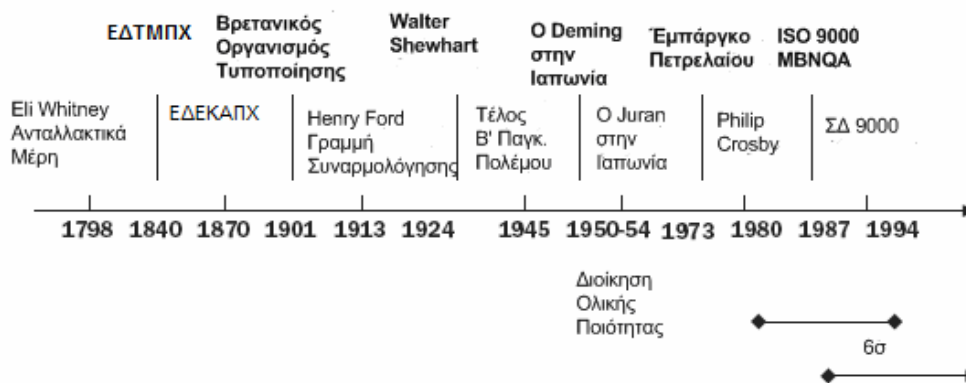 ΕΔΤΜΠΧ
Βρετανικός
Οργανισμός
Τυποποίησης
Walter
Shewhart
Ο Deming
στην
Ιαπωνία
Έμπάργκο
Πετρελαίου
ISO 9000
MBNQA
Eli Whitney
Ανταλλακτικά
Μέρη
ΕΔΕΚΑΠΧ
Henry Ford
Γραμμή
Συναρμολόγησης
Τέλος
Β' Παγκ.
Πολέμου
Ο Juran
στην
Ιαπωνία
Philip
Crosby
ΣΔ 9000
1798 1840 1870 1901 1913 1924 1945 1950-54 1973 1980 1987 1994
Διοίκηση
Ολικής
Ποιότητας
6σ